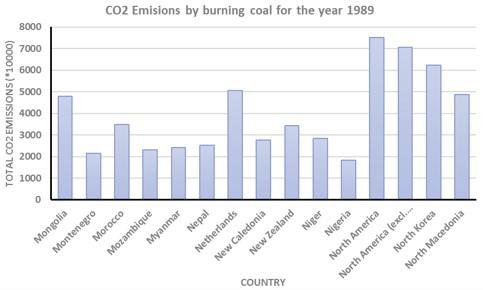 CO2 Emisions by burning coal for the year 1989
TOTAL CO2 EMISSIONS (*10000)
8000
7000
6000
5000
4000
3000
2000
1000
0
Mongolia
Montenegro
Morocco
Mozambique
Myanmar
Nepal
Netherlands
New Caledonia
New Zealand
Niger
Nigeria
North America
North America (excl....
North Korea
North Macedonia
COUNTRY